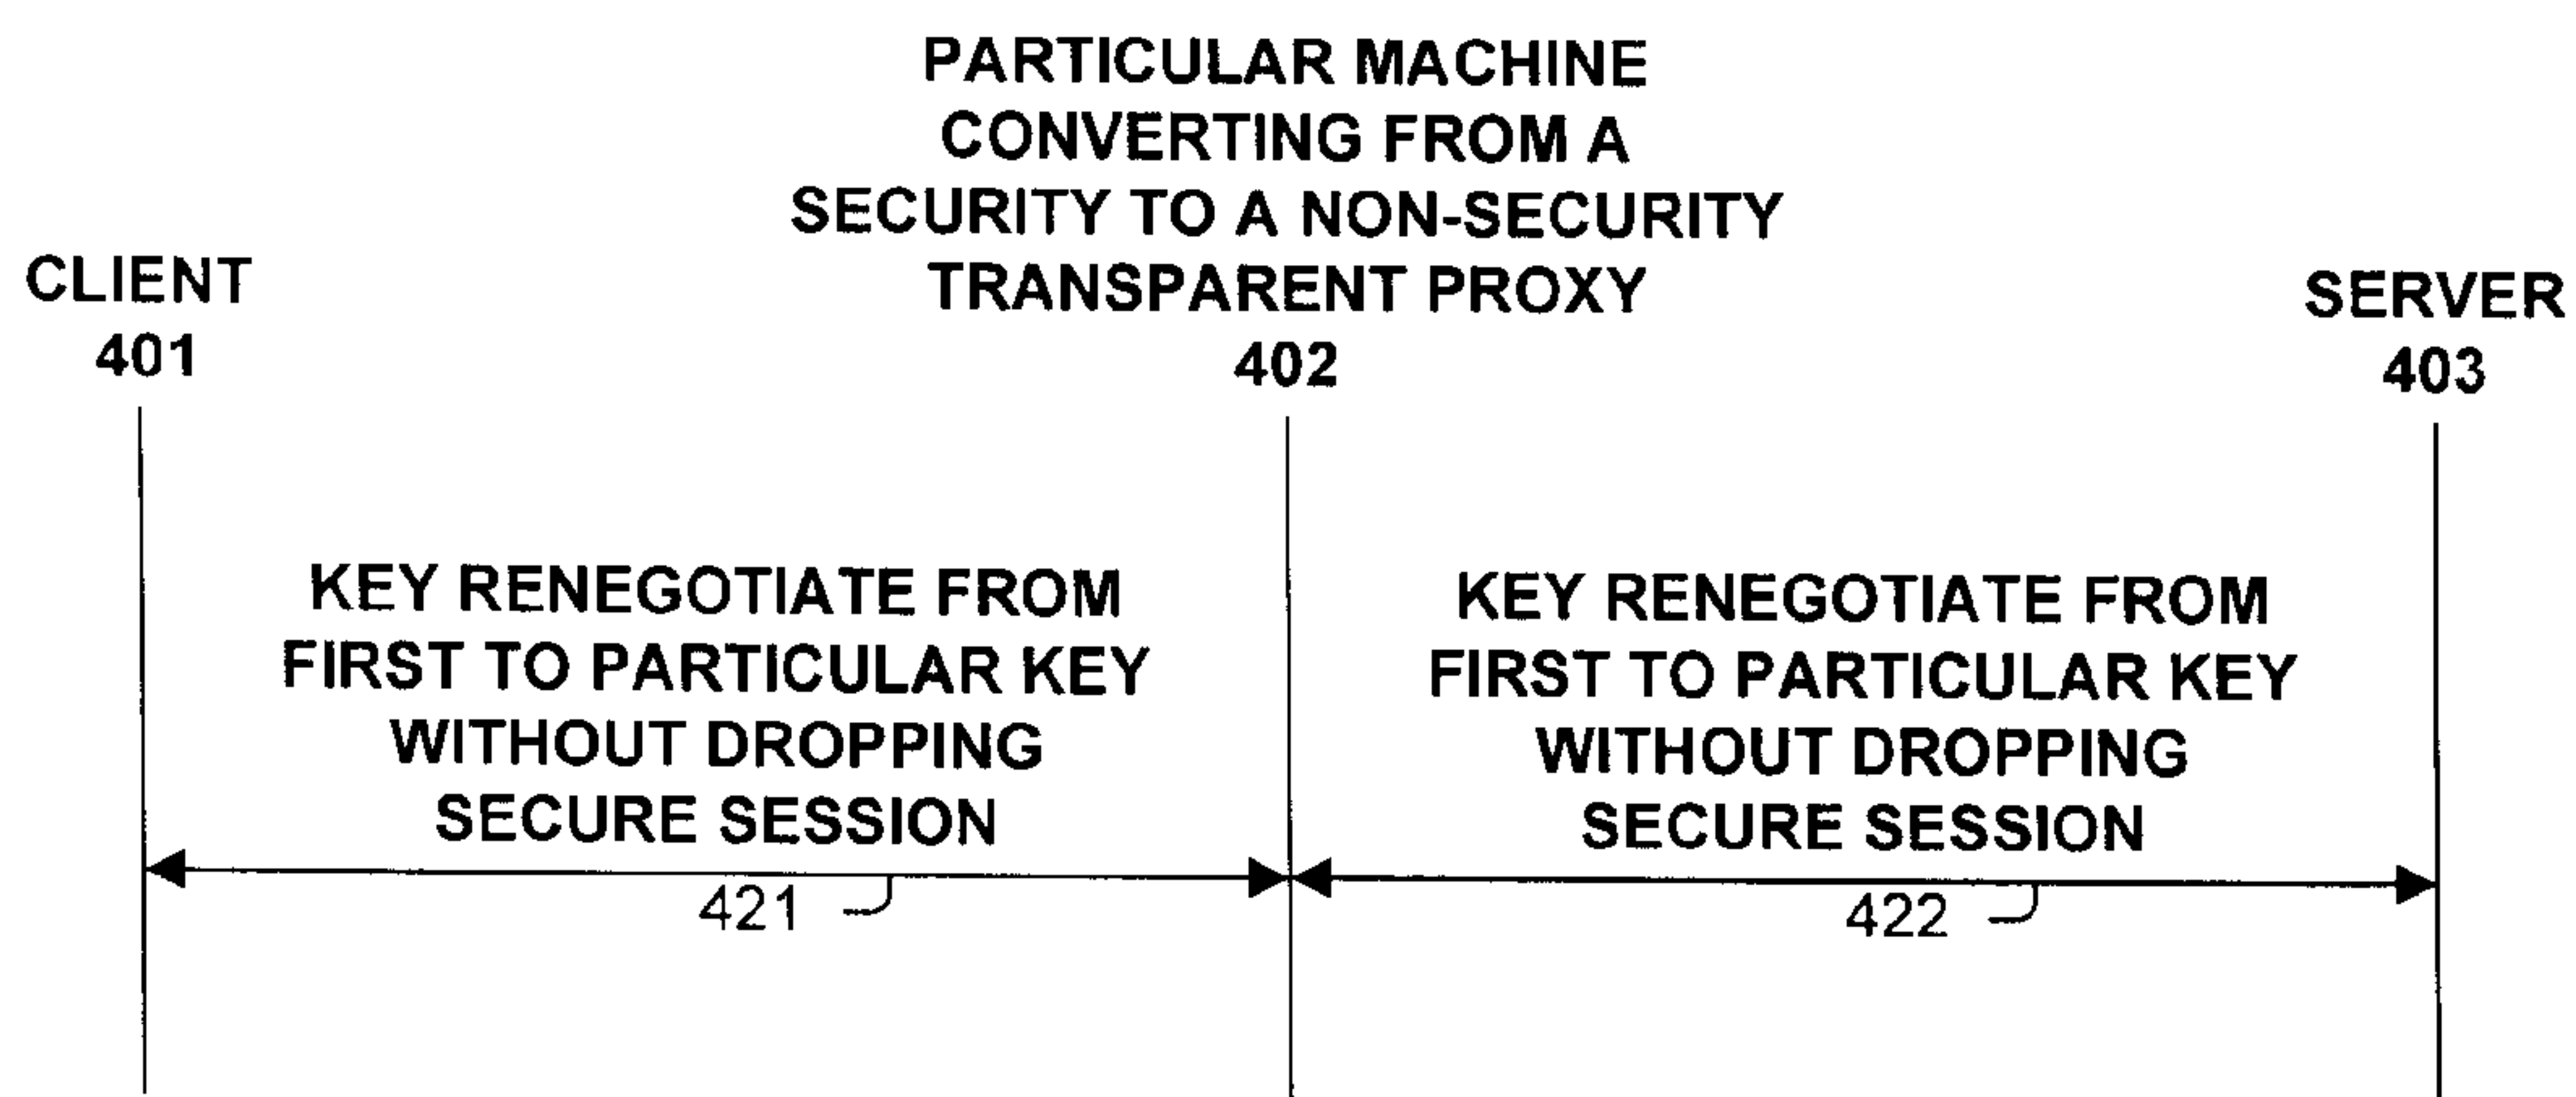 PARTICULAR MACHINE
CONVERTING FROM A
SECURITY TO A NON-SECURITY
TRANSPARENT PROXY
402
CLIENT
401
SERVER
403
KEY RENEGOTIATE FROM
FIRST TO PARTICULAR KEY
WITHOUT DROPPING
SECURE SESSION
421
KEY RENEGOTIATE FROM
FIRST TO PARTICULAR KEY
WITHOUT DROPPING
SECURE SESSION
422